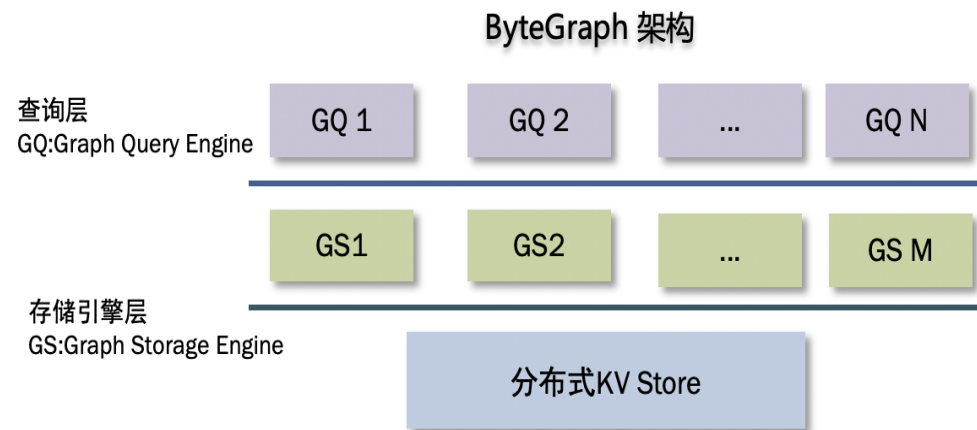 ByteGraph 架构
查询层
GQ:Graph Query Engine
GQ 1
GQ 2
...
GQ N
GS1
GS2
...
GS M
存储引擎层
GS:Graph Storage Engine
分布式KV Store